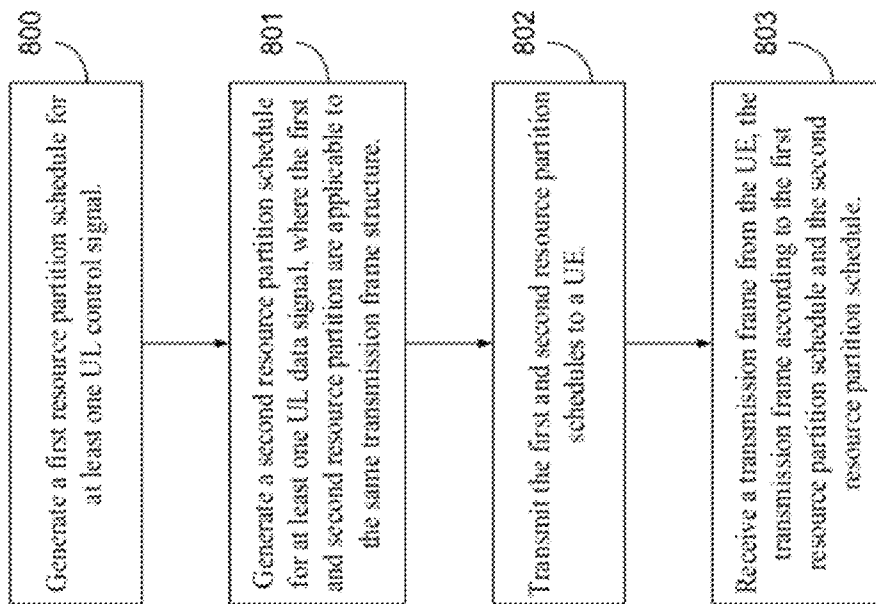 800
Generate a first resource partition schedule for
at least one UL control signal.
801
Generate a second resource partition schedule
for at least one UL data signal, where the first
and second resource partition are applicable to
the same transmission frame structure.
802
Transmit the first and second resource partition
schedules to a UE.
803
Receive a transmission frame from the UE, the
transmission frame according to the first
resource partition schedule and the second
resource partition schedule.